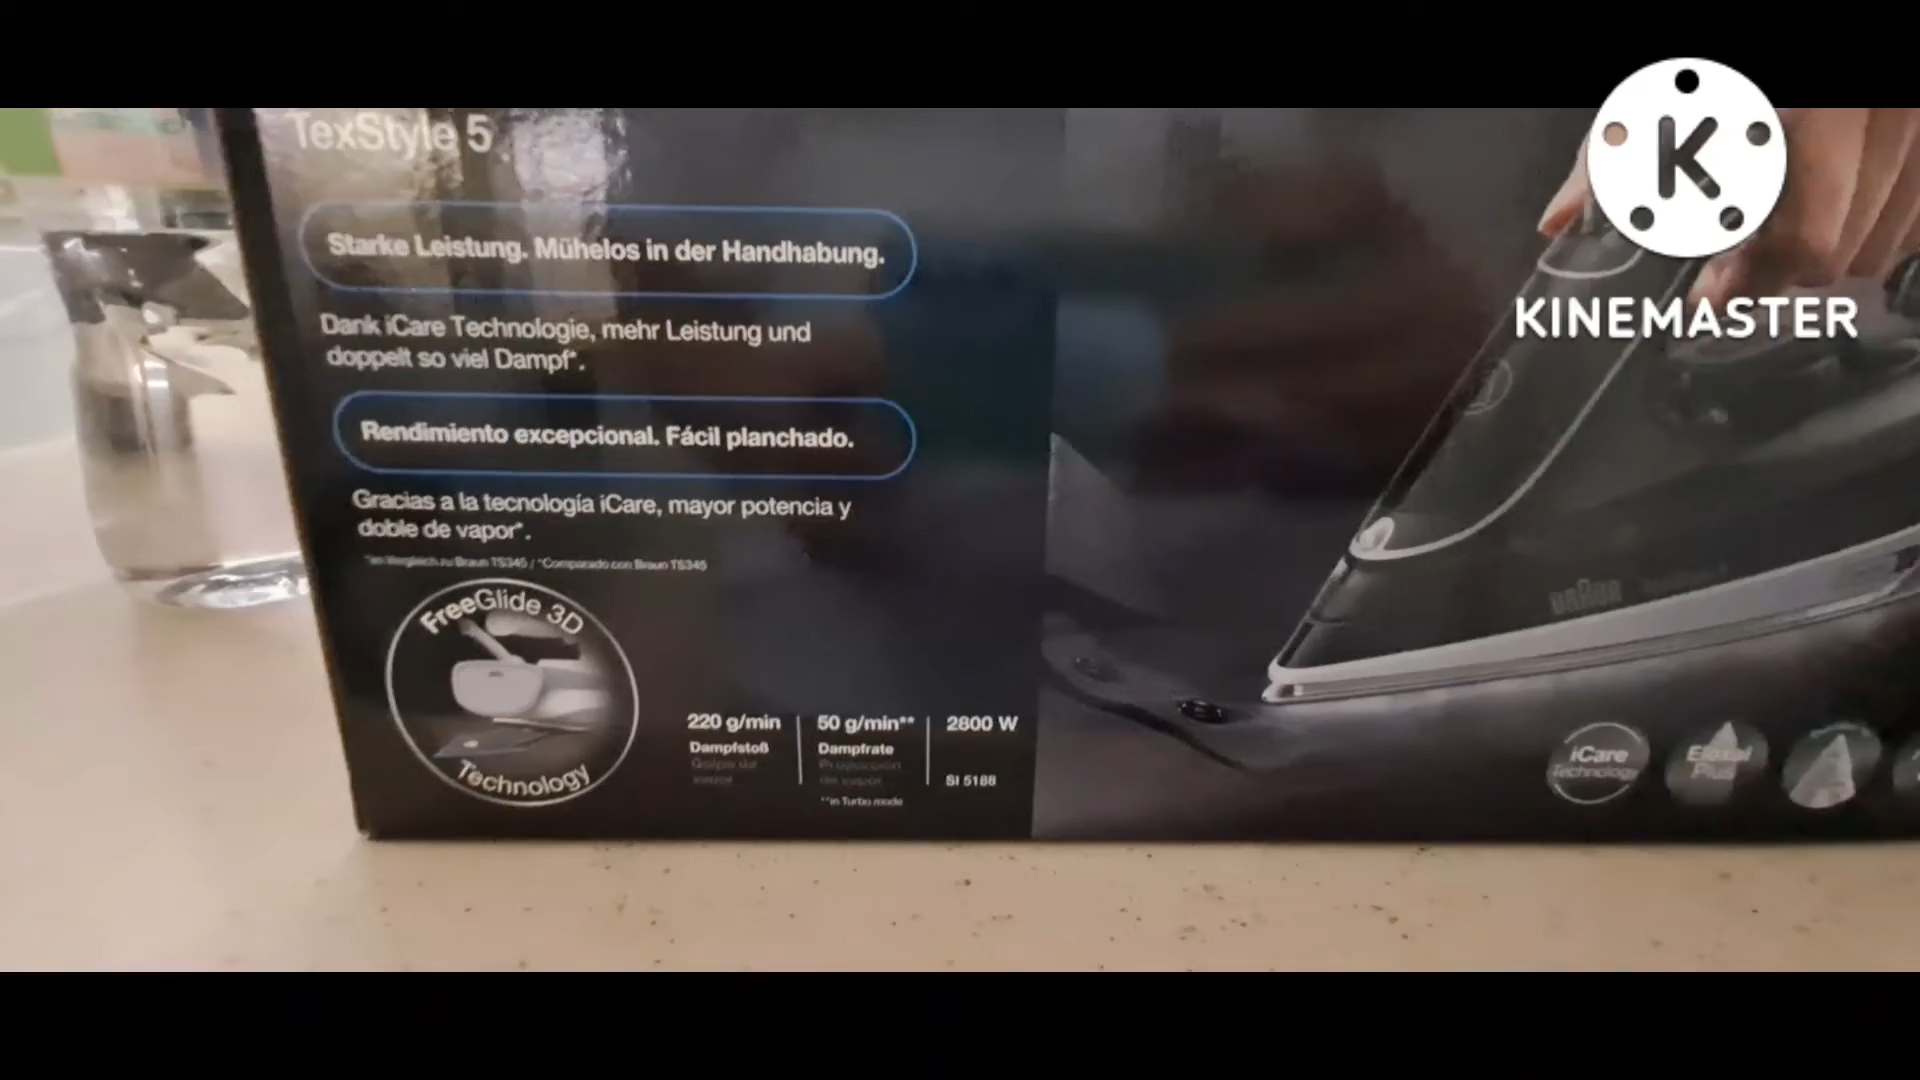 TexStyle 5
Starke Leistung. Mühelos in der Handhabung.
Dank iCare Technologie, mehr Leistung und
doppelt so viel Dampf*.
Rendimiento excepcional. Fácil planchado.
Gracias a la tecnología iCare, mayor potencia y
doble de vapor*.
*im Vergleich zu Braun TS345 / *Comparado con Braun TS345
FreeGlide 3D
Technology
220 g/min
Dampfstoß
Golpe de
vapor
50 g/min**
Dampfrate
Proporción
de vapor
**in Turbo mode
2800 W
SI 5188
BRAUN
iCare
Technology
Eloxal
Plus
K
KINEMASTER